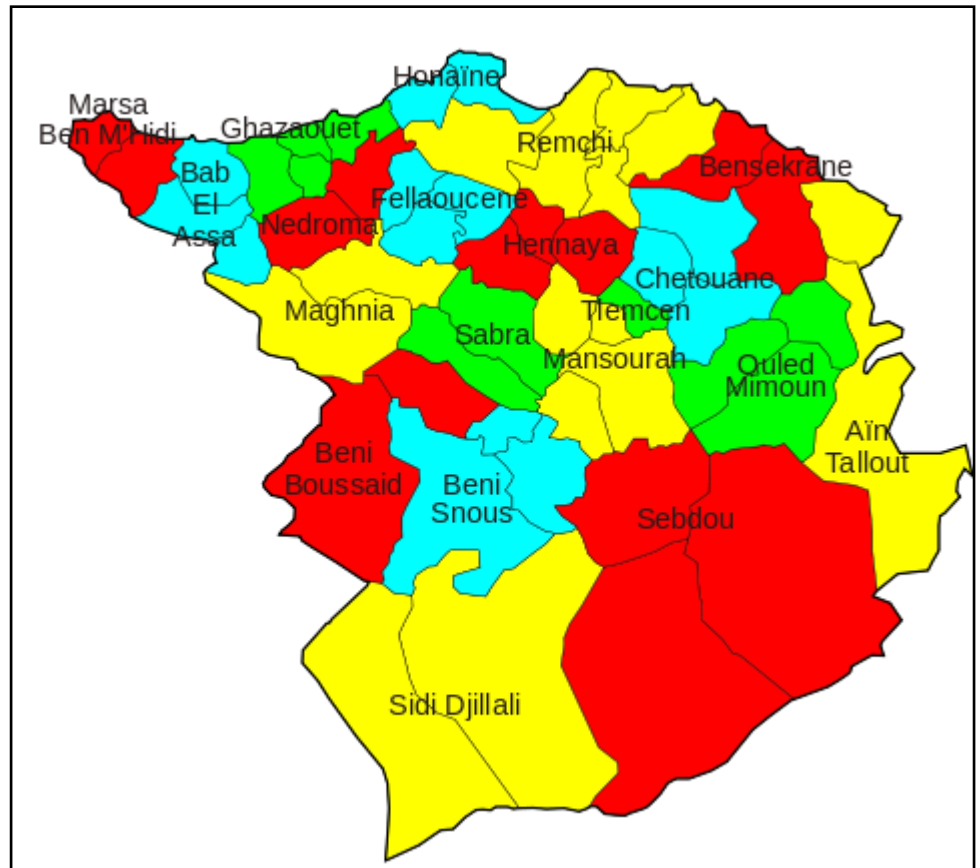 Honaïne
Marsa
Ben M'Hidi
Ghazaouet
Remchi
Bab
El
Assa
Bensekrane
Fellaoucene
Nedroma
Hennaya
Chetouane
Maghnia
Tlemcen
Sabra
Mansourah
Ouled
Mimoun
Aïn
Tallout
Beni
Boussaid
Beni
Snous
Sebdou
Sidi Djillali